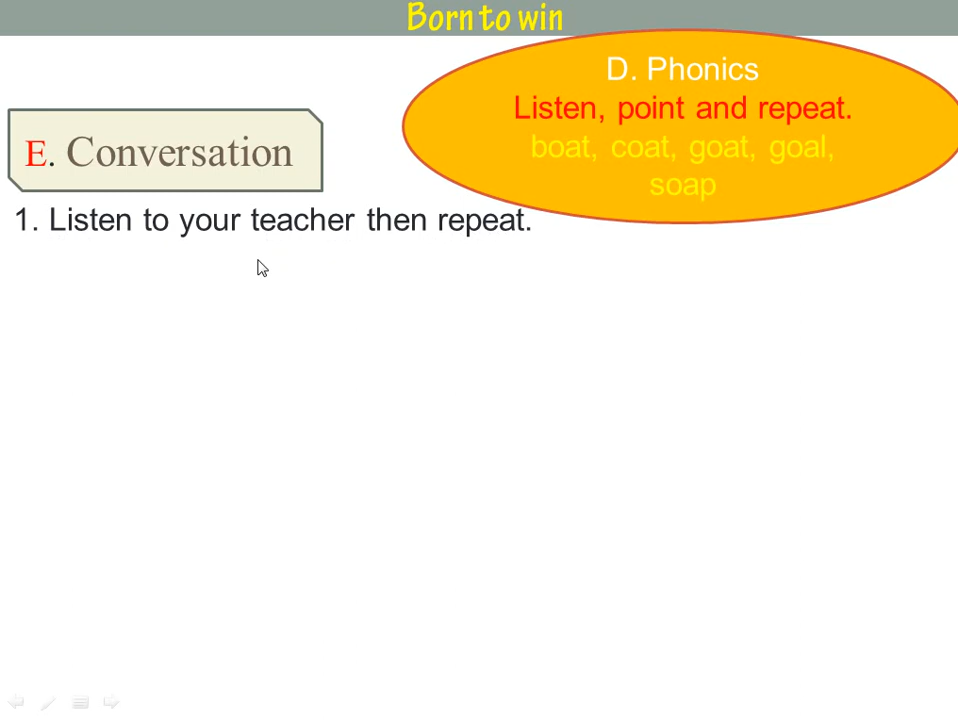 Born to win
D. Phonics
Listen, point and repeat.
boat, coat, goat, goal,
soap
E. Conversation
1. Listen to your teacher then repeat.